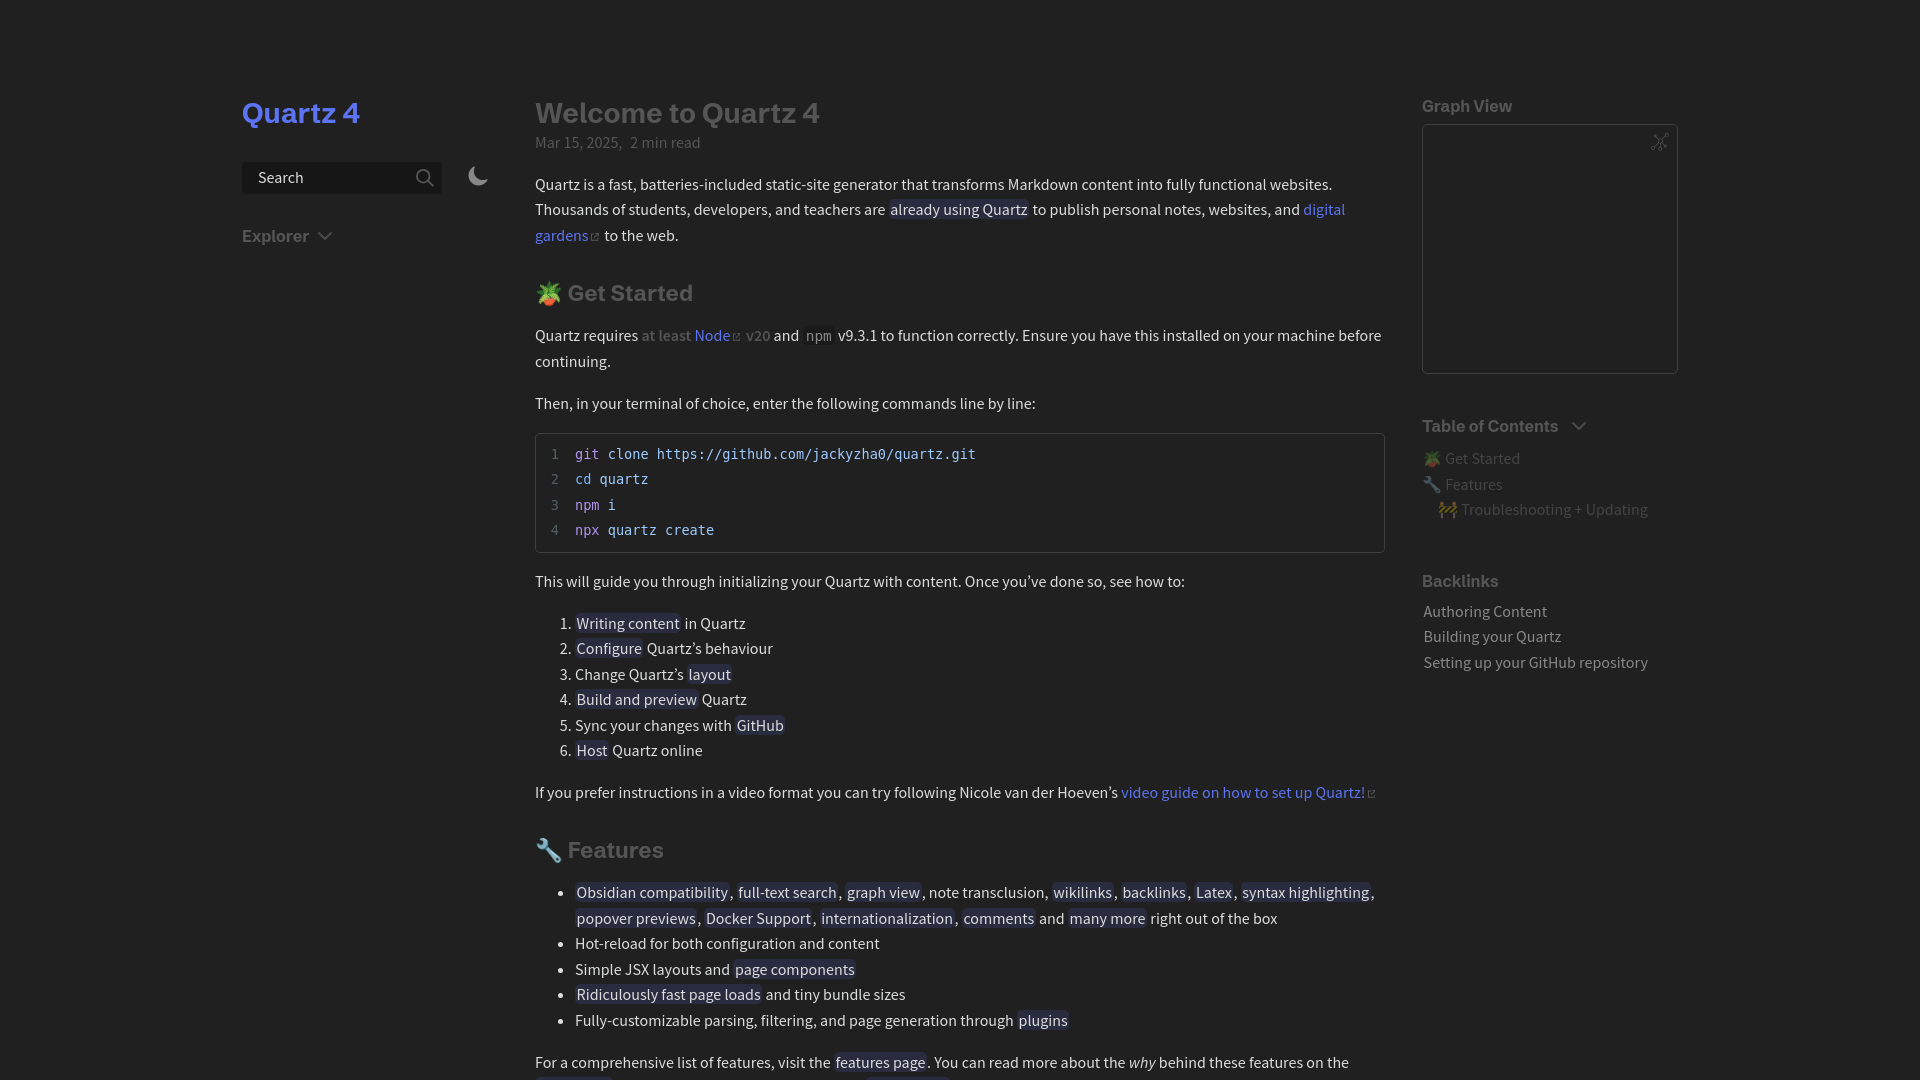 Quartz 4
Search
Explorer
Welcome to Quartz 4
Mar 15, 2025, 2 min read
Quartz is a fast, batteries-included static-site generator that transforms Markdown content into fully functional websites.
Thousands of students, developers, and teachers are already using Quartz to publish personal notes, websites, and digital
gardens to the web.
🪴 Get Started
Quartz requires at least Node v20 and npm v9.3.1 to function correctly. Ensure you have this installed on your machine before
continuing.
Then, in your terminal of choice, enter the following commands line by line:
1 git clone https://github.com/jackyzha0/quartz.git
2 cd quartz
3 npm i
4 npx quartz create
This will guide you through initializing your Quartz with content. Once you’ve done so, see how to:
1. Writing content in Quartz
2. Configure Quartz’s behaviour
3. Change Quartz’s layout
4. Build and preview Quartz
5. Sync your changes with GitHub
6. Host Quartz online
If you prefer instructions in a video format you can try following Nicole van der Hoeven’s video guide on how to set up Quartz!
🔧 Features
• Obsidian compatibility, full-text search, graph view, note transclusion, wikilinks, backlinks, Latex, syntax highlighting,
popover previews, Docker Support, internationalization, comments and many more right out of the box
• Hot-reload for both configuration and content
• Simple JSX layouts and page components
• Ridiculously fast page loads and tiny bundle sizes
• Fully-customizable parsing, filtering, and page generation through plugins
For a comprehensive list of features, visit the features page. You can read more about the why behind these features on the
Graph View
Table of Contents
🪴 Get Started
🔧 Features
🚧 Troubleshooting + Updating
Backlinks
Authoring Content
Building your Quartz
Setting up your GitHub repository